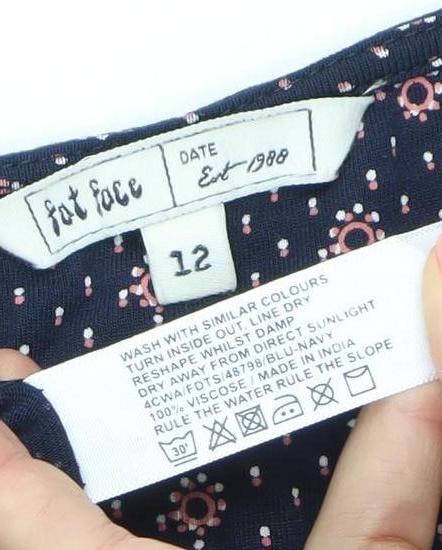 fat face
DATE
Est 1988
12
WASH WITH SIMILAR COLOURS
TURN INSIDE OUT. LINE DRY
RESHAPE WHILST DAMP
DRY AWAY FROM DIRECT SUNLIGHT
4CWA/FDTS/48798/BLU-NAVY
100% VISCOSE / MADE IN INDIA
RULE THE WATER RULE THE SLOPE
30°